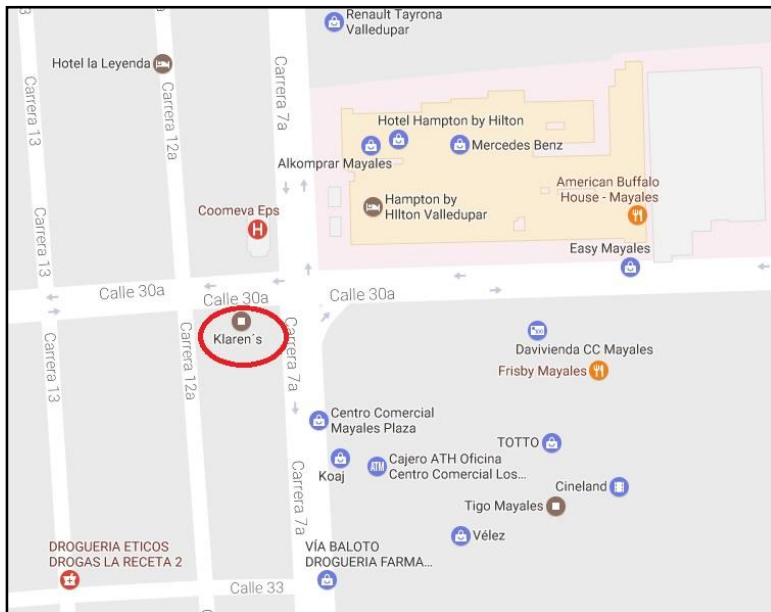 Renault Tayrona
Valledupar
Hotel la Leyenda
Carrera 13
Carrera 12a
Carrera 7a
Hotel Hampton by Hilton
Mercedes Benz
Alkomprar Mayales
American Buffalo
House - Mayales
Hampton by
HIlton Valledupar
Coomeva Eps
H
Easy Mayales
Carrera 13
Calle 30a
Calle 30a
Calle 30a
Klaren´s
Davivienda CC Mayales
Frisby Mayales
Carrera 13
Carrera 12a
Carrera 7a
Centro Comercial
Mayales Plaza
TOTTO
Koaj
ATM
Cajero ATH Oficina
Centro Comercial Los...
Cineland
Tigo Mayales
Vélez
Carrera 7a
DROGUERIA ETICOS
DROGAS LA RECETA 2
VÍA BALOTO
DROGUERIA FARMA...
Calle 33